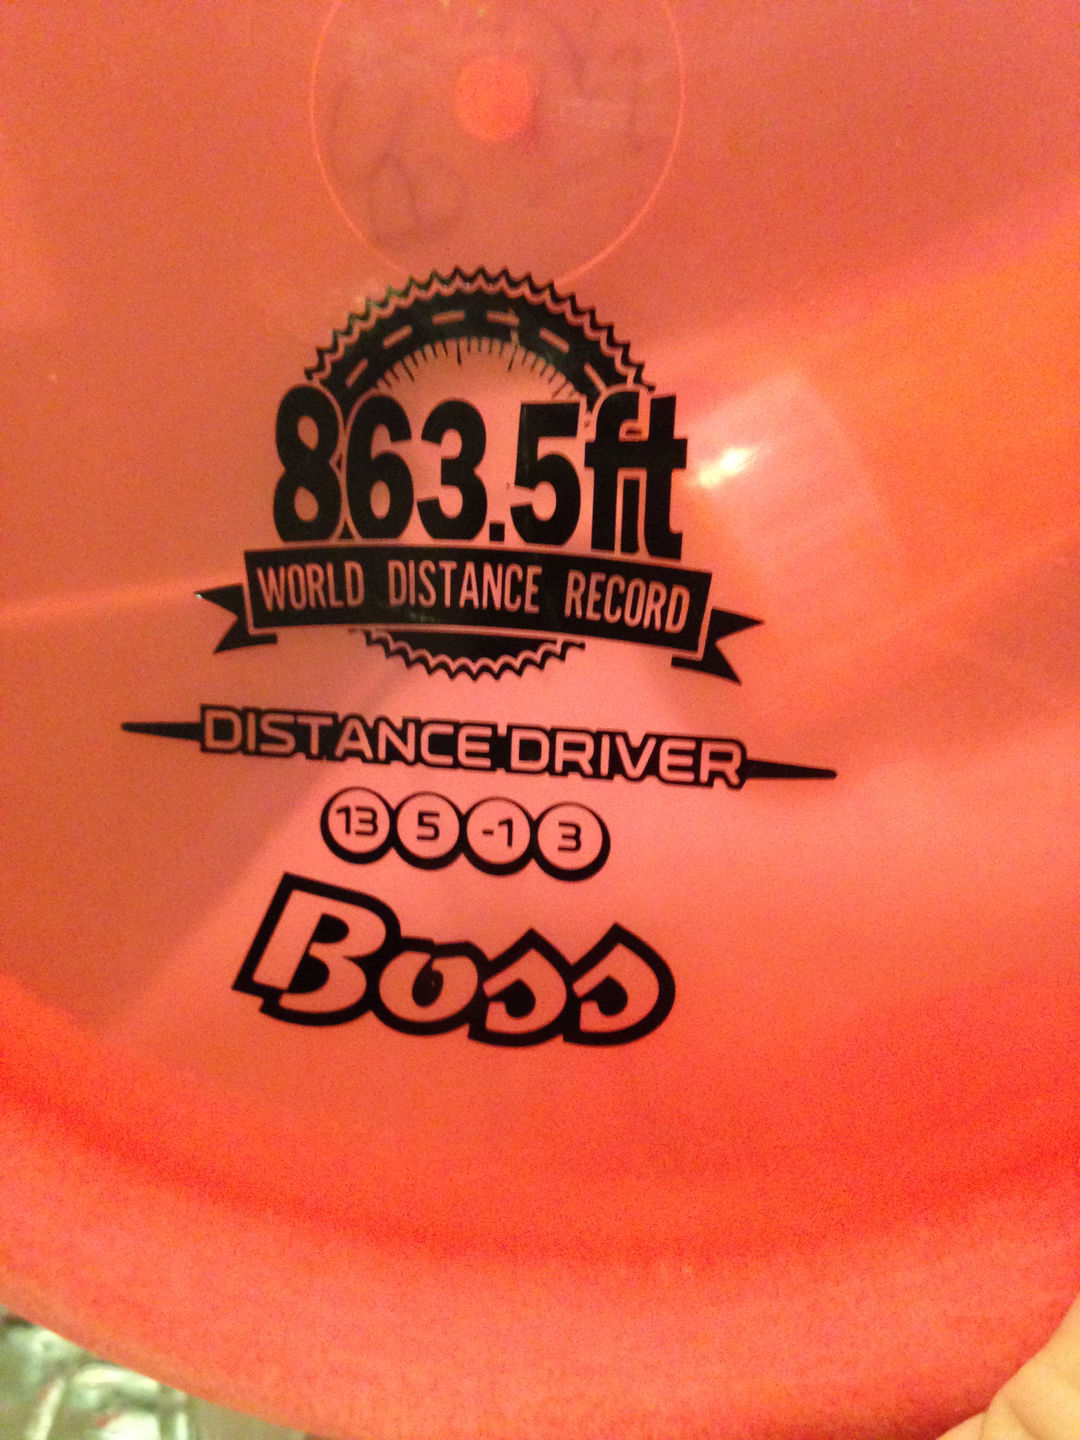 863.5ft
WORLD DISTANCE RECORD
DISTANCE DRIVER
13 5 -1 3
Boss